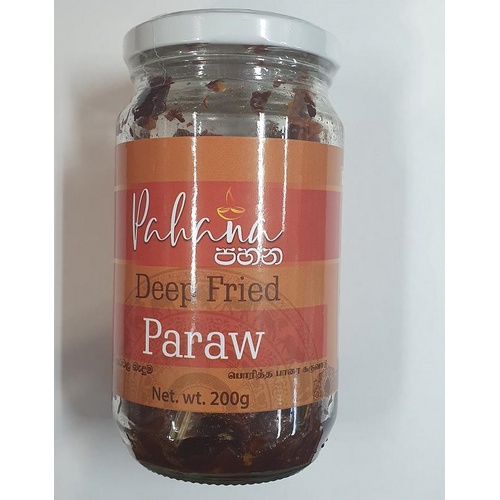 Pahana
පහන
Deep Fried
Paraw
பொரித்த பாரை
Net. wt. 200g